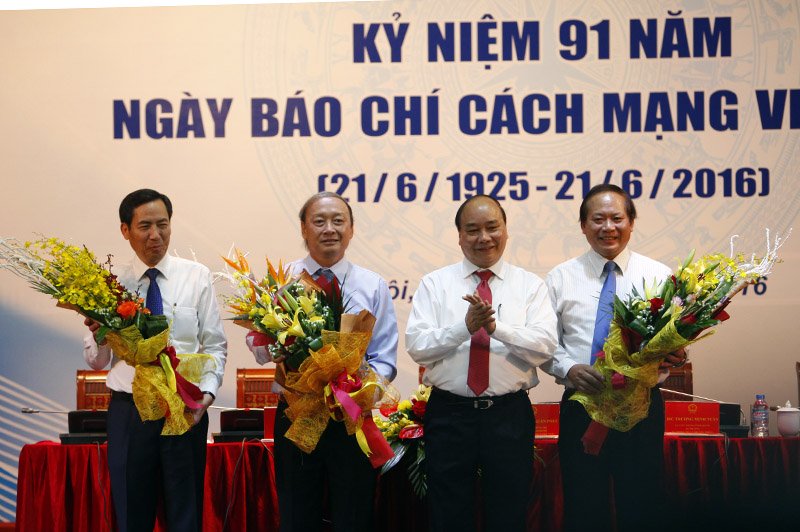 KỶ NIỆM 91 NĂM
NGÀY BÁO CHÍ CÁCH MẠNG VI
(21/6/1925-21/6/2016)